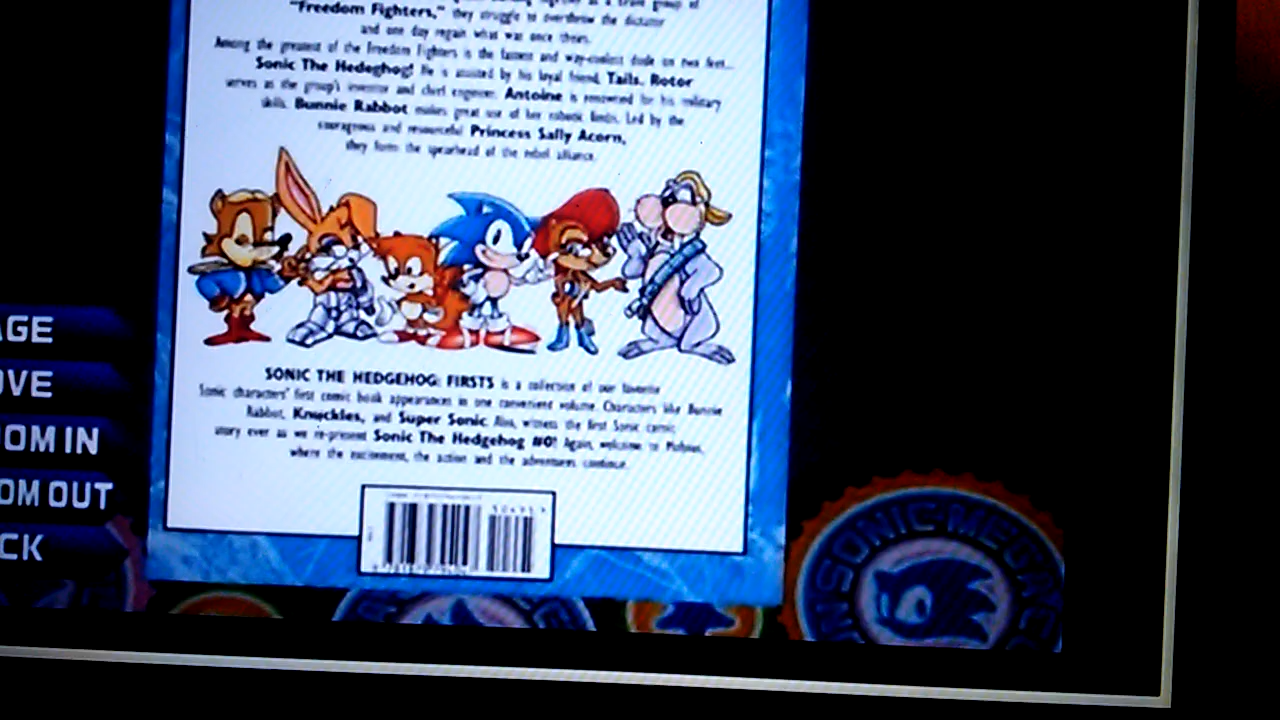 "Freedom Fighters," they struggle to overthrow the dictator
and one day regain what was once theirs.
Among the greatest of the Freedom Fighters is the fastest and way-coolest dude on two feet...
Sonic The Hedgehog! He is assisted by his loyal friend, Tails. Rotor
serves as the group's inventor and chief engineer. Antoine is renowned for his military
skills. Bunnie Rabbot makes great use of her robotic limbs. Led by the
courageous and resourceful Princess Sally Acorn,
they form the spearhead of the rebel alliance.
SONIC THE HEDGEHOG: FIRSTS is a collection of our favorite
Sonic characters' first comic book appearances in one convenient volume. Characters like Bunnie
Rabbot, Knuckles, and Super Sonic. Also, witness the first Sonic comic
story ever as we re-present Sonic The Hedgehog #0! Again, welcome to Mobius,
where the excitement, the action and the adventures continue.
AGE
OVE
OOM IN
OM OUT
CK
SONIC MEGA